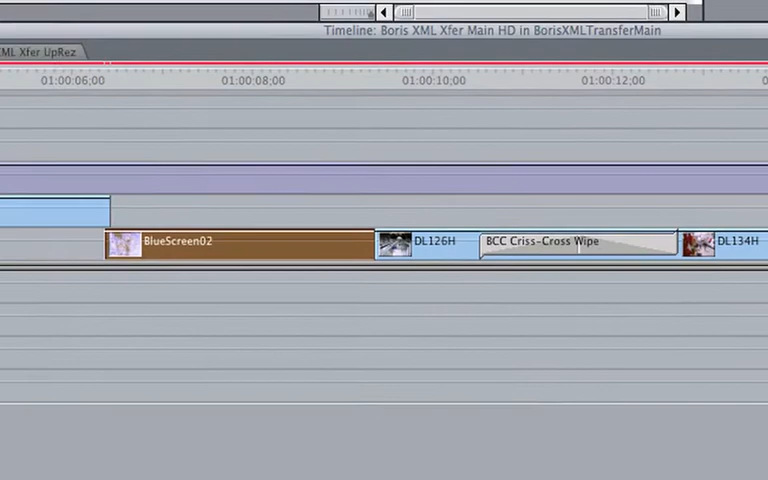 Timeline: Boris XML Xfer Main HD in BorisXMLTransferMain
XML Xfer UpRez
01:00:06;00 01:00:08;00 01:00:10;00 01:00:12;00
BlueScreen02 DL126H BCC Criss-Cross Wipe DL134H